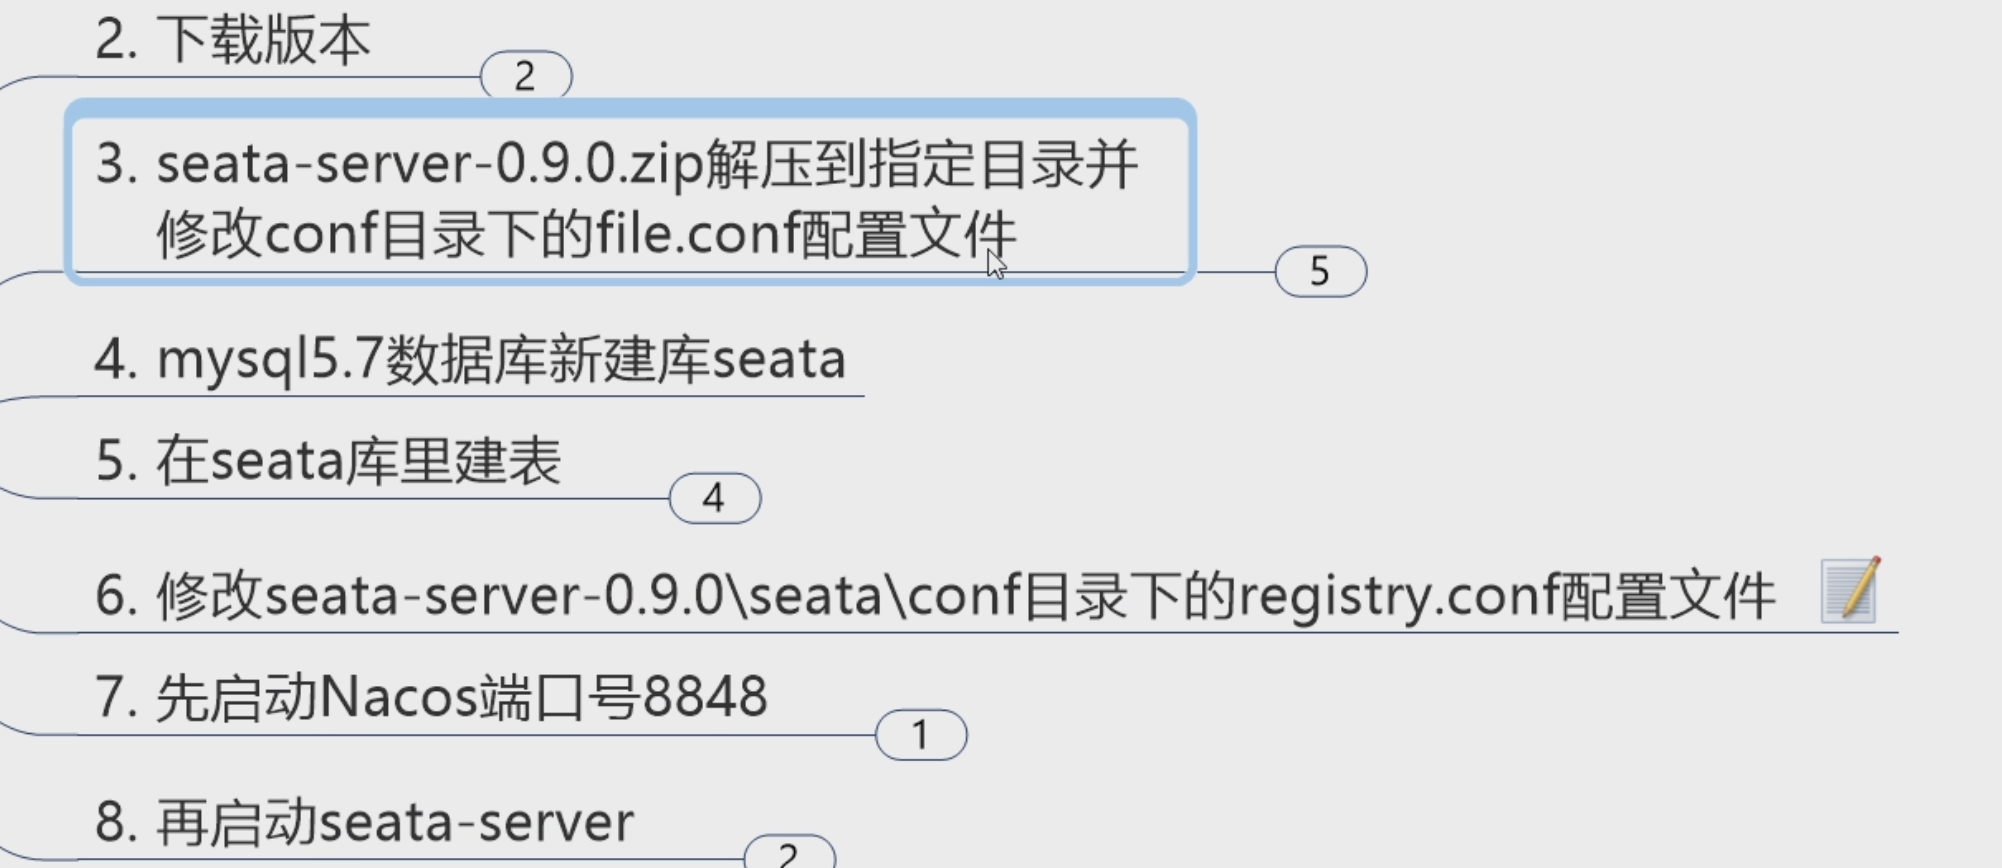 2. 下载版本
2
3. seata-server-0.9.0.zip解压到指定目录并
修改conf目录下的file.conf配置文件
5
4. mysql5.7数据库新建库seata
5. 在seata库里建表
4
6. 修改seata-server-0.9.0\seata\conf目录下的registry.conf配置文件
7. 先启动Nacos端口号8848
1
8. 再启动seata-server
2